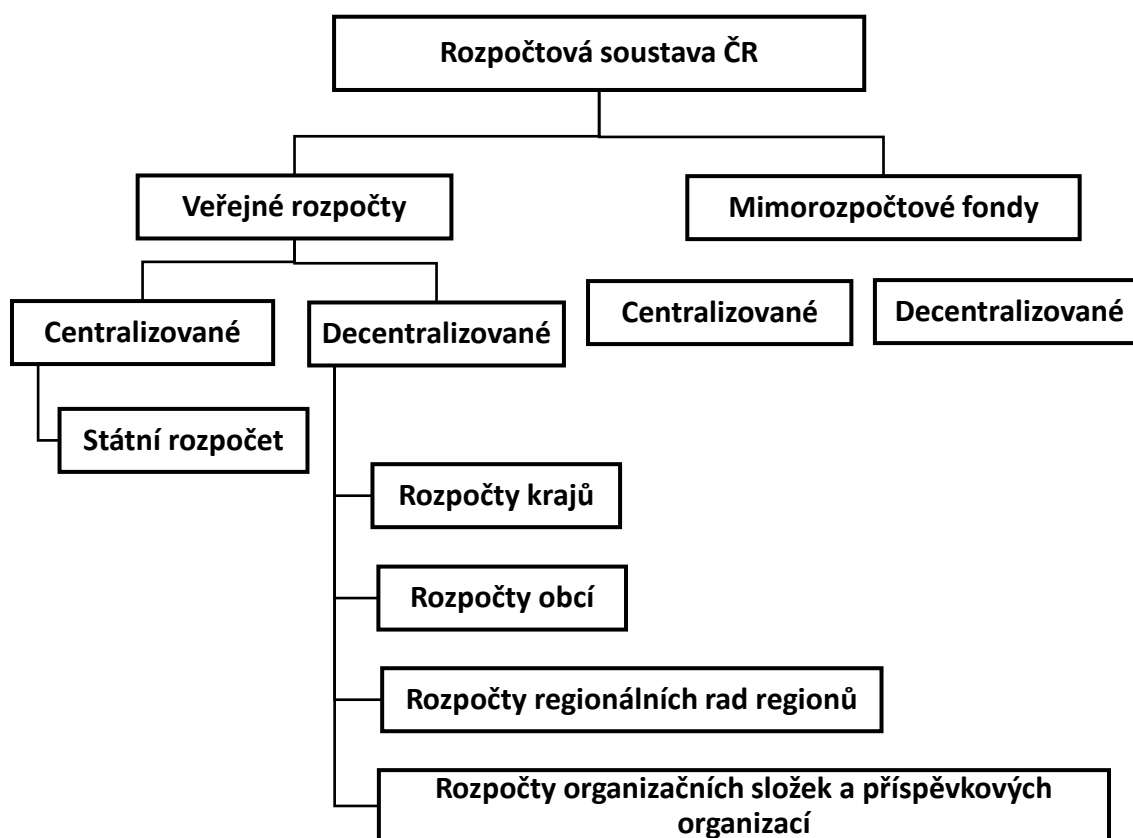 Rozpočtová soustava ČR
Veřejné rozpočty
Mimorozpočtové fondy
Centralizované
Decentralizované
Centralizované
Decentralizované
Státní rozpočet
Rozpočty krajů
Rozpočty obcí
Rozpočty regionálních rad regionů
Rozpočty organizačních složek a příspěvkových
organizací